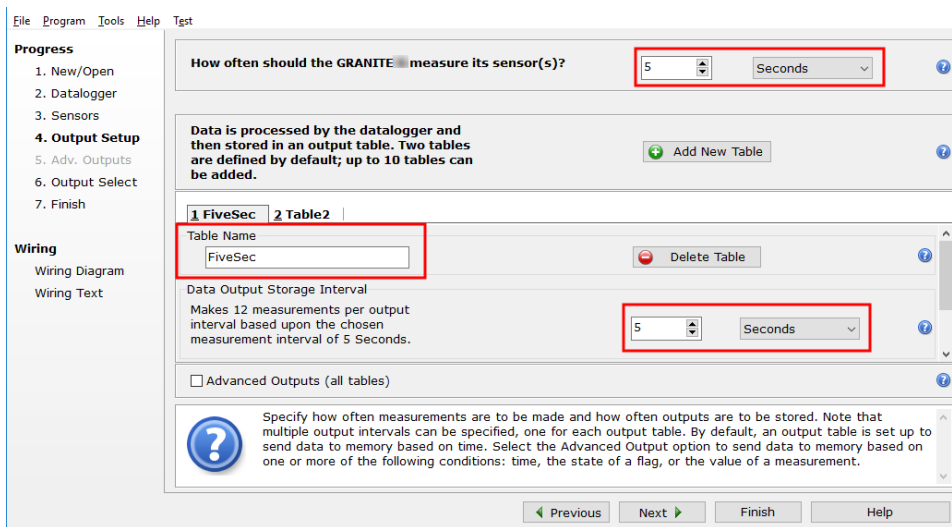 File Program Tools Help Test
Progress
1. New/Open
2. Datalogger
3. Sensors
4. Output Setup
5. Adv. Outputs
6. Output Select
7. Finish
Wiring
Wiring Diagram
Wiring Text
How often should the GRANITE measure its sensor(s)?
5 Seconds
Data is processed by the datalogger and
then stored in an output table. Two tables
are defined by default; up to 10 tables can
be added.
Add New Table
1 FiveSec 2 Table2
Table Name
FiveSec
Delete Table
Data Output Storage Interval
Makes 12 measurements per output
interval based upon the chosen
measurement interval of 5 Seconds.
5 Seconds
Advanced Outputs (all tables)
Specify how often measurements are to be made and how often outputs are to be stored. Note that
multiple output intervals can be specified, one for each output table. By default, an output table is set up to
send data to memory based on time. Select the Advanced Output option to send data to memory based on
one or more of the following conditions: time, the state of a flag, or the value of a measurement.
Previous Next Finish Help